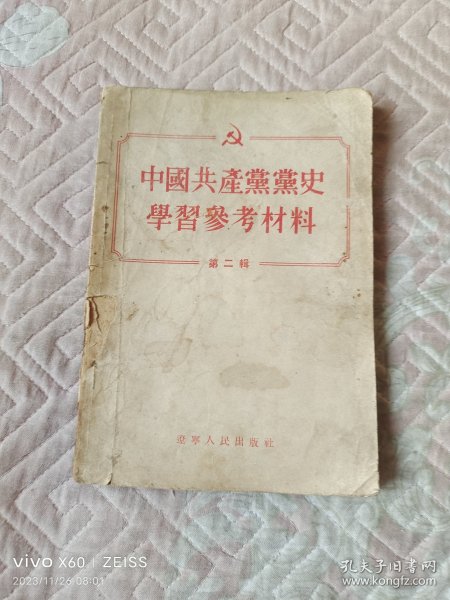 中國共產黨黨史
學習參考材料
第二輯
遼寧人民出版社
vivo X60 | ZEISS
2023/11/26 08:01
孔夫子旧书网
www.kongfz.com